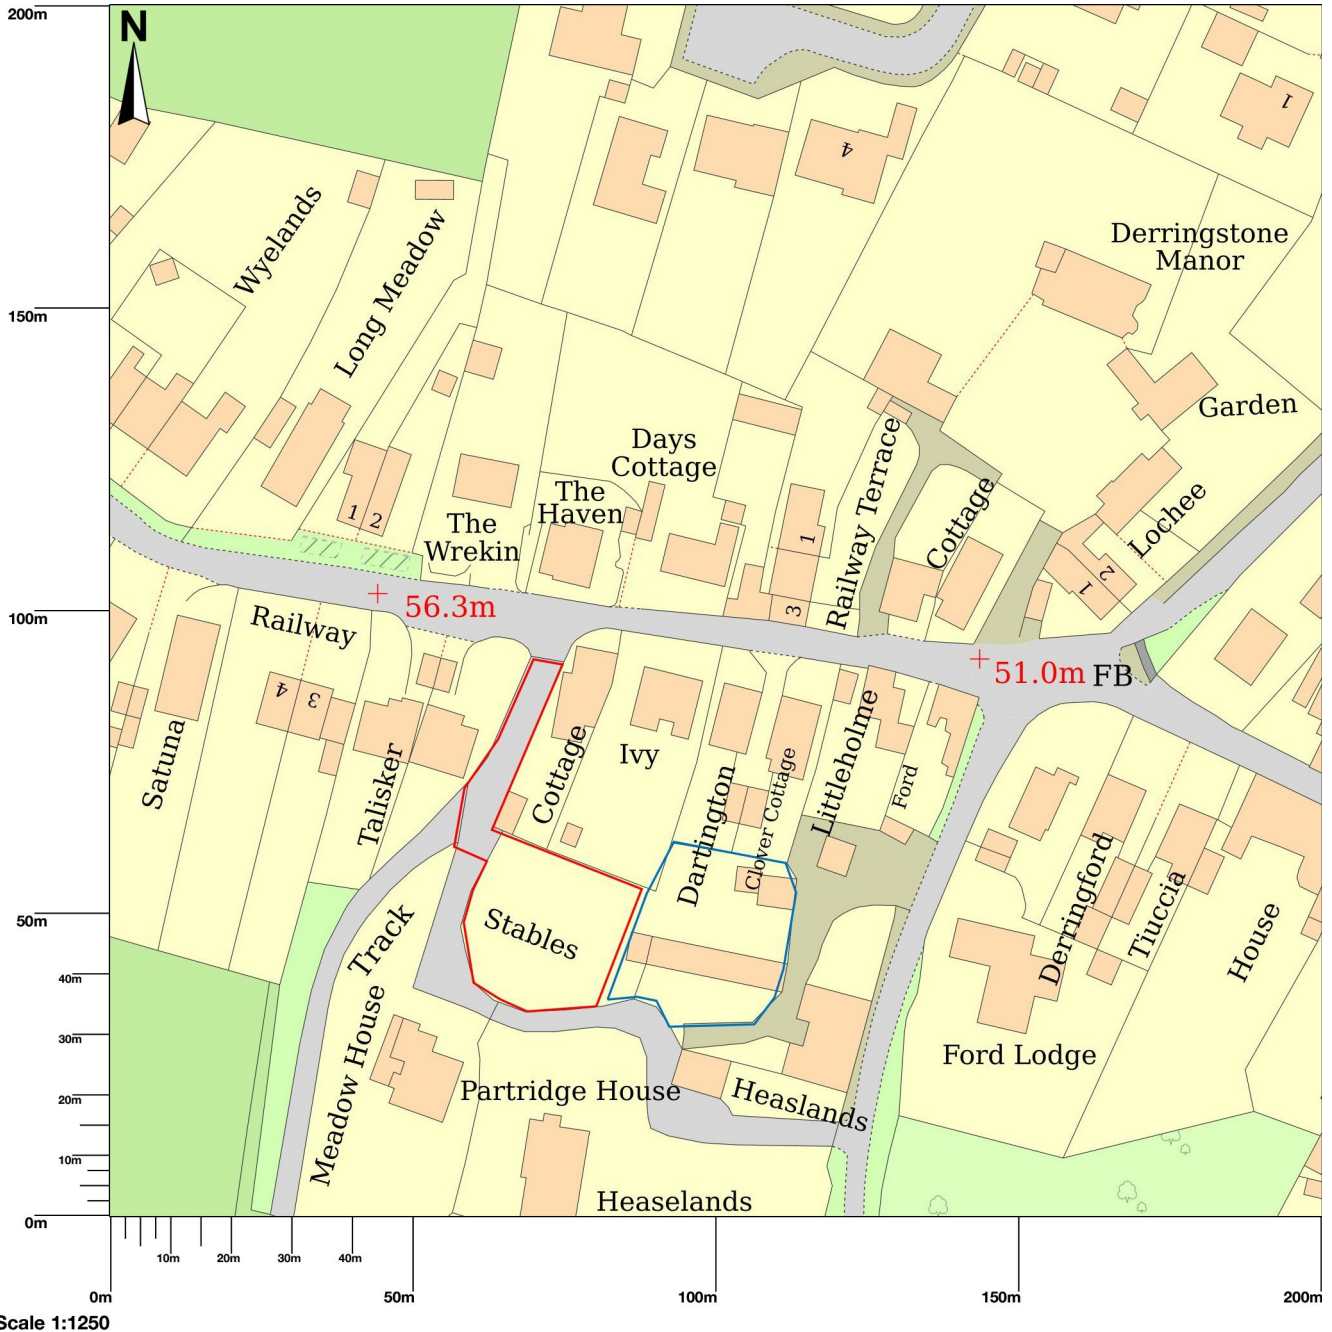 200m
N
1
4
Wyelands
Long Meadow
Derringstone
Manor
150m
Garden
Days
Cottage
The
Haven
The
Wrekin
1 2
1
3
Railway Terrace
Cottage
Lochee
2
1
100m
56.3m
Railway
51.0m
FB
4
3
Satuna
Talisker
Cottage
Ivy
Dartington
Clover Cottage
Littleholme
Ford
Derringford
Tiuccia
House
50m
Stables
Track
40m
Meadow House
30m
Ford Lodge
Partridge House
Heaslands
20m
10m
Heaselands
0m
10m
20m
30m
40m
0m
50m
100m
150m
200m
Scale 1:1250